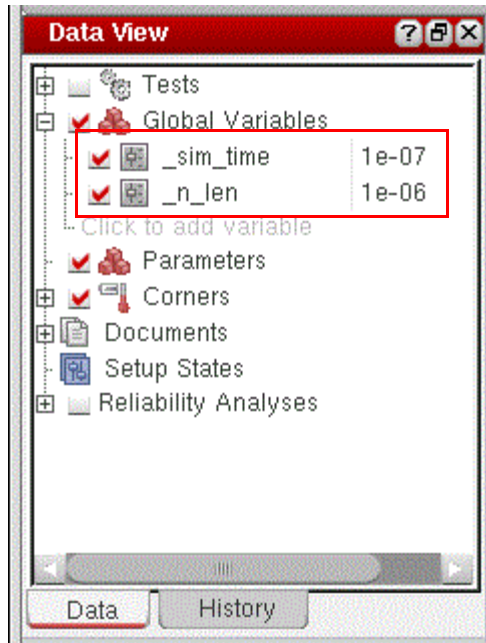 Data View
Tests
Global Variables
_sim_time 1e-07
_n_len 1e-06
Click to add variable
Parameters
Corners
Documents
Setup States
Reliability Analyses
Data History